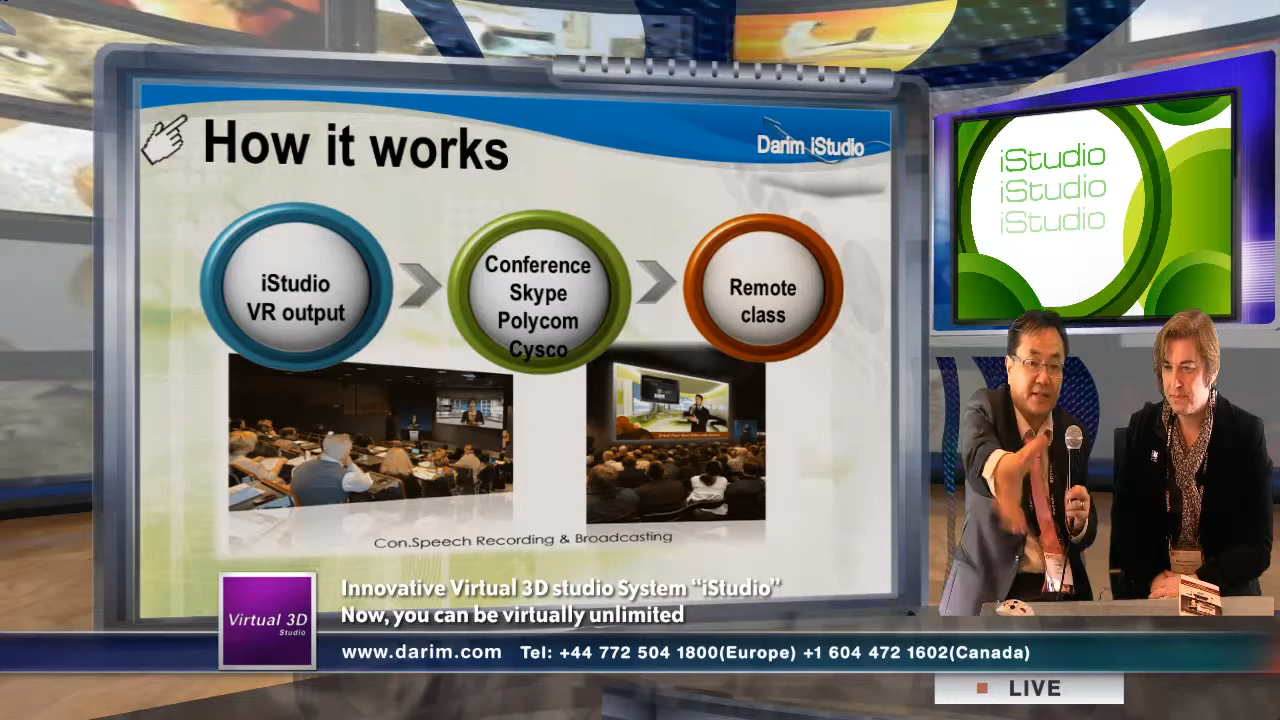 How it works
Darim iStudio
iStudio
VR output
Conference
Skype
Polycom
Cysco
Remote
class
Con.Speech Recording & Broadcasting
iStudio
iStudio
iStudio
Virtual 3D
Studio
Innovative Virtual 3D studio System “iStudio”
Now, you can be virtually unlimited
www.darim.com Tel: +44 772 504 1800(Europe) +1 604 472 1602(Canada)
LIVE